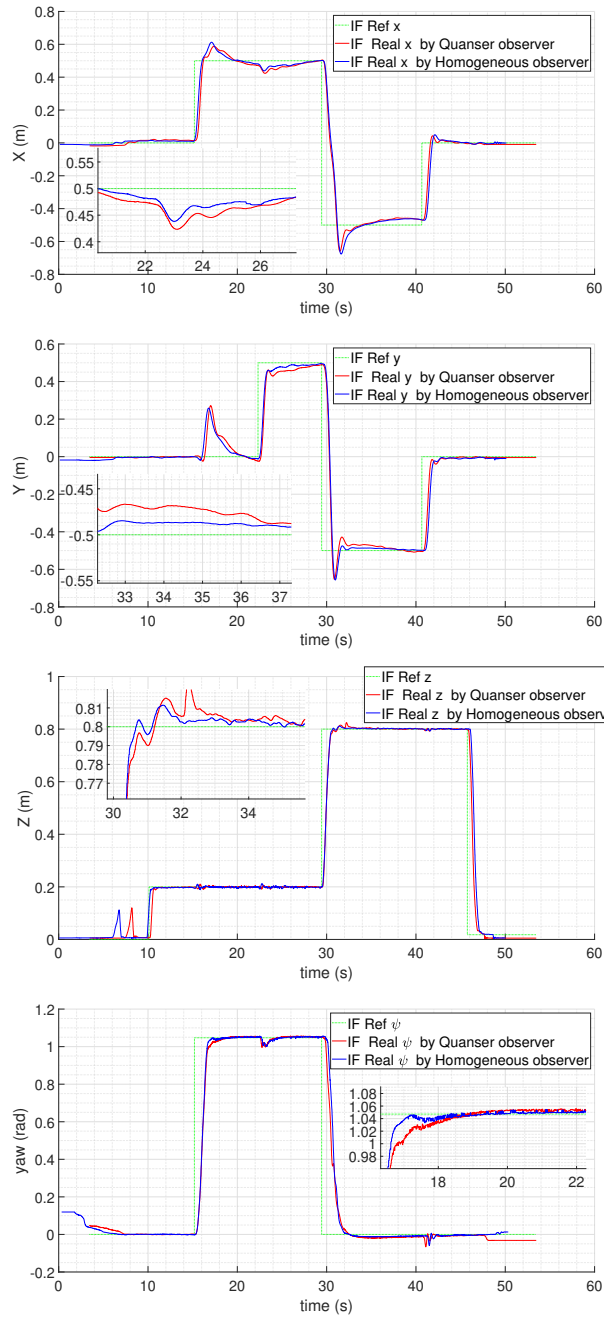 0.8
0.6
0.4
0.2
0
-0.2
-0.4
-0.6
-0.8
X (m)
IF Ref x
IF  Real x  by Quanser observer
IF  Real x  by Homogeneous observer
0.55
0.5
0.45
0.4
22 24 26
0 10 20 30 40 50 60
time (s)
0.6
0.4
0.2
0
-0.2
-0.4
-0.6
-0.8
Y (m)
IF Ref y
IF  Real y  by Quanser observer
IF Real y  by Homogeneous observer
-0.45
-0.5
-0.55
33 34 35 36 37
0 10 20 30 40 50 60
time (s)
1
0.8
0.6
0.4
0.2
0
Z (m)
IF Ref z
IF  Real z  by Quanser observer
IF Real z  by Homogeneous observ
0.81
0.8
0.79
0.78
0.77
30 32 34
0 10 20 30 40 50 60
time (s)
1.2
1
0.8
0.6
0.4
0.2
0
-0.2
yaw (rad)
IF Ref ψ
IF  Real ψ  by Quanser observer
IF Real ψ  by Homogeneous observer
1.08
1.06
1.04
1.02
1
0.98
18 20 22
0 10 20 30 40 50 60
time (s)